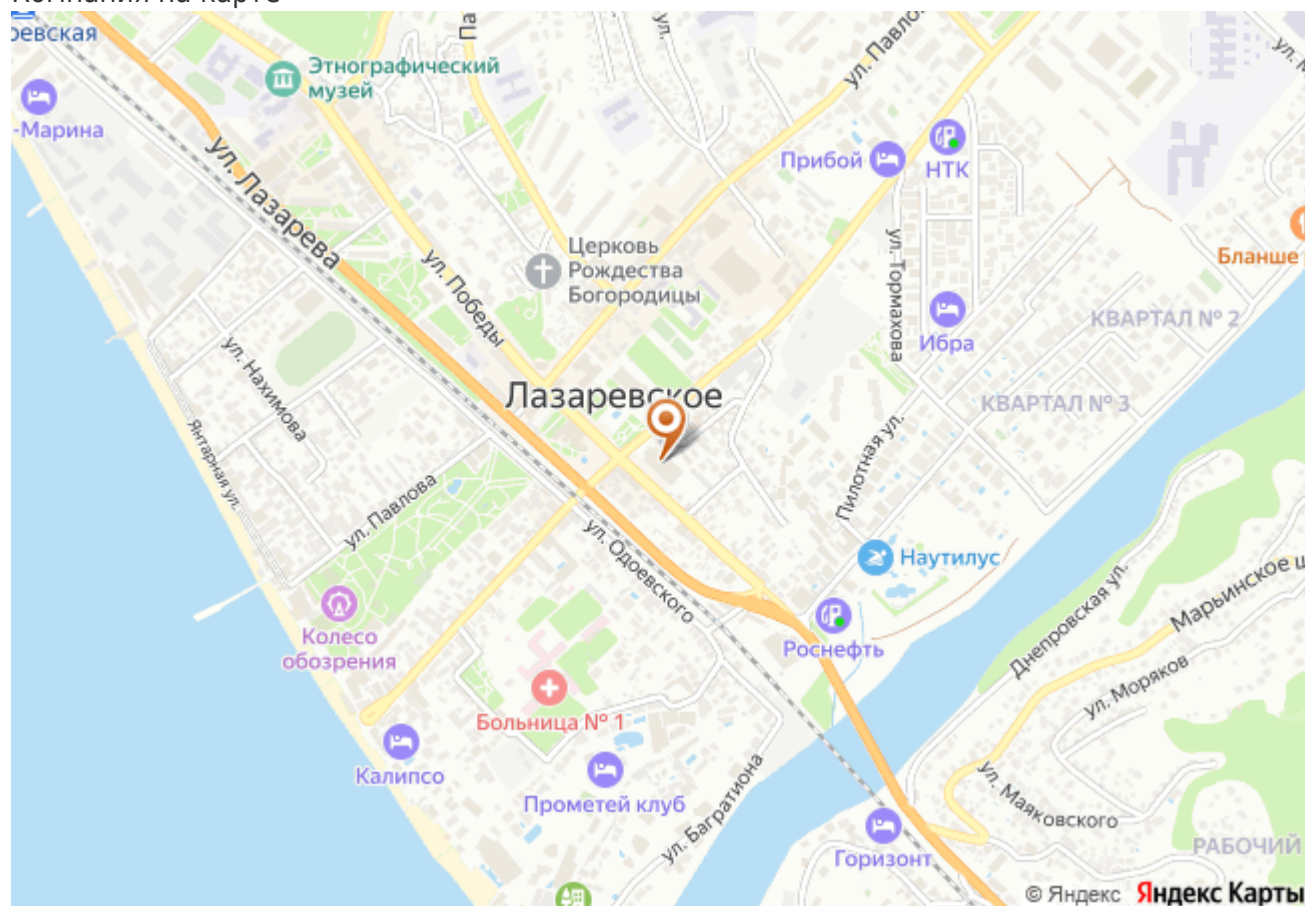 Компания на карте
ревская
Этнографический
музей
-Марина
ул. Лазарева
ул. Победы
ул. Павло
Прибой
НТК
Церковь
Рождества
Богородицы
ул. Тормахова
Бланше
Ибра
КВАРТАЛ № 2
КВАРТАЛ № 3
Лазаревское
ул. Нахимова
Янтарная ул.
ул. Павлова
Пилотная ул.
ул. Одоевского
Наутилус
Колесо
обозрения
Роснефть
Днепровская ул.
Марьинское ш
ул. Моряков
Больница № 1
Калипсо
Прометей клуб
ул. Багратиона
ул. Маяковского
Горизонт
РАБОЧИЙ
© Яндекс Яндекс Карты